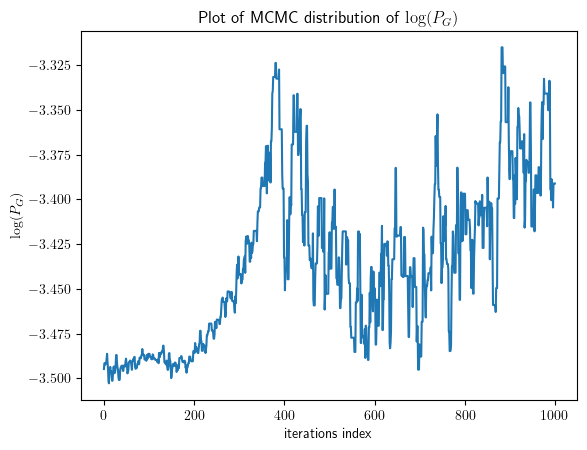 Plot of MCMC distribution of log(P_G)
−3.325
−3.350
−3.375
−3.400
−3.425
−3.450
−3.475
−3.500
log(P_G)
0 200 400 600 800 1000
iterations index